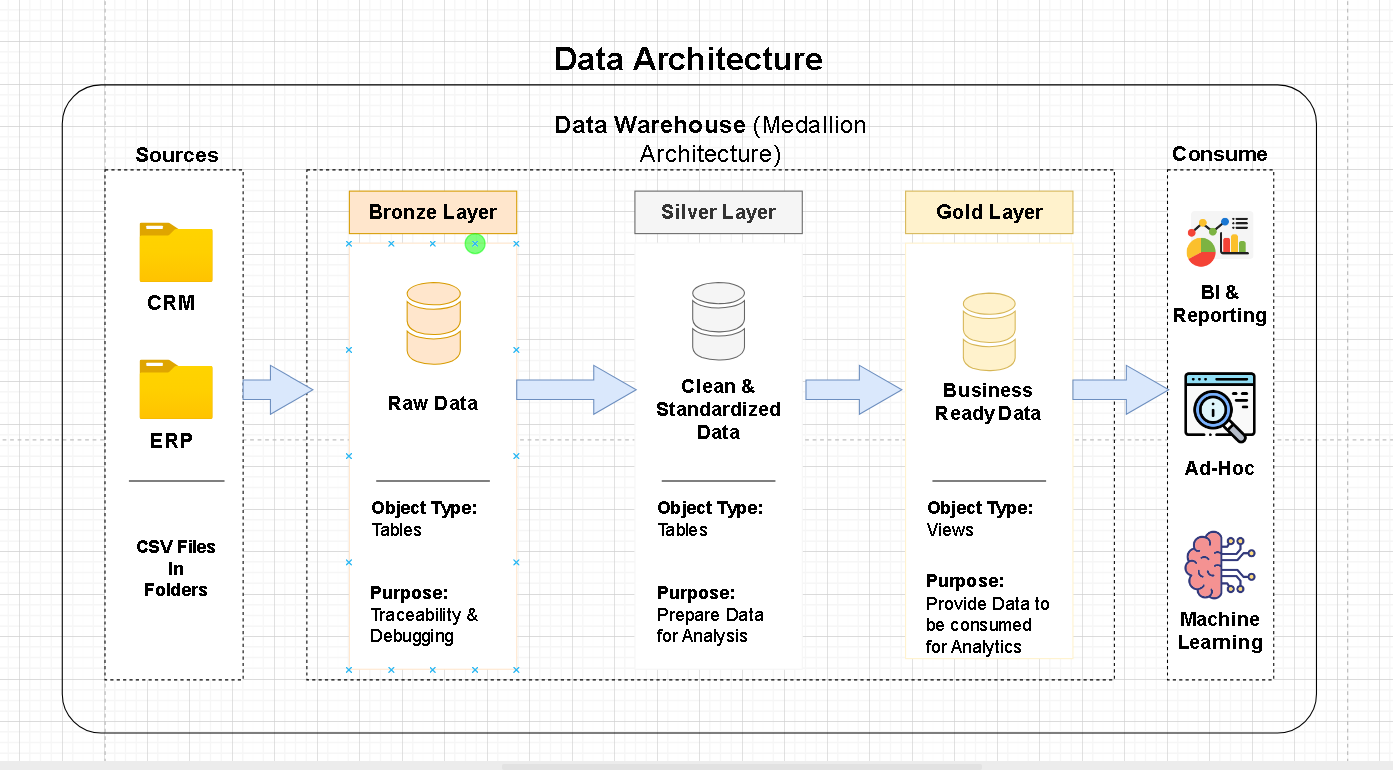 Data Architecture
Data Warehouse (Medallion
Architecture)
Sources
CRM
ERP
CSV Files
In
Folders
Bronze Layer
Raw Data
Object Type:
Tables
Purpose:
Traceability &
Debugging
Silver Layer
Clean &
Standardized
Data
Object Type:
Tables
Purpose:
Prepare Data
for Analysis
Gold Layer
Business
Ready Data
Object Type:
Views
Purpose:
Provide Data to
be consumed
for Analytics
Consume
BI &
Reporting
Ad-Hoc
Machine
Learning